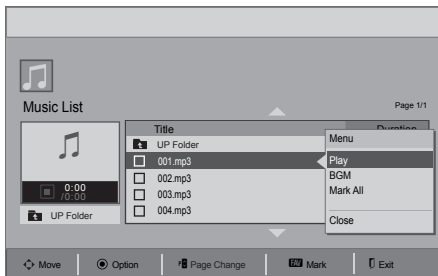 Music List
Page 1/1
Title Duration
UP Folder
001.mp3
002.mp3
003.mp3
004.mp3
0:00
/0:00
UP Folder
Menu
Play
BGM
Mark All
Close
Move Option Page Change FAV Mark Exit